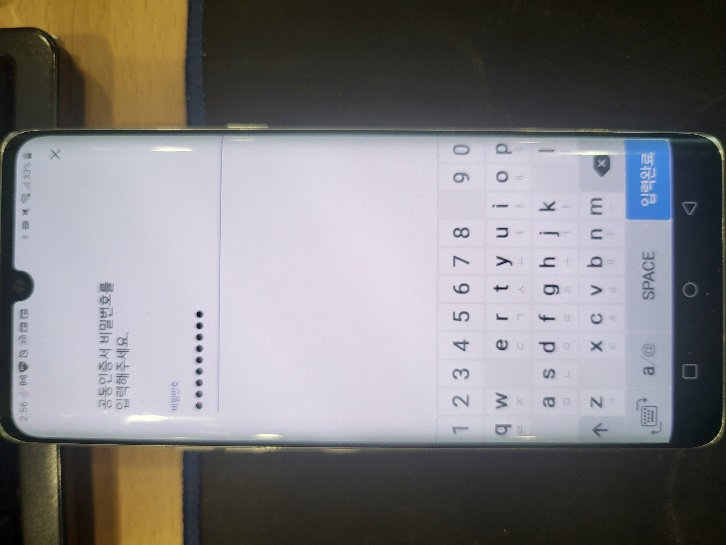 2:56 33%
공동인증서 비밀번호를
입력해주세요.
비밀번호
●●●●●●●●●●
1 2 3 4 5 6 7 8 9 0
q w e r t y u i o p
a s d f g h j k l
z x c v b n m
a/@ SPACE 입력완료